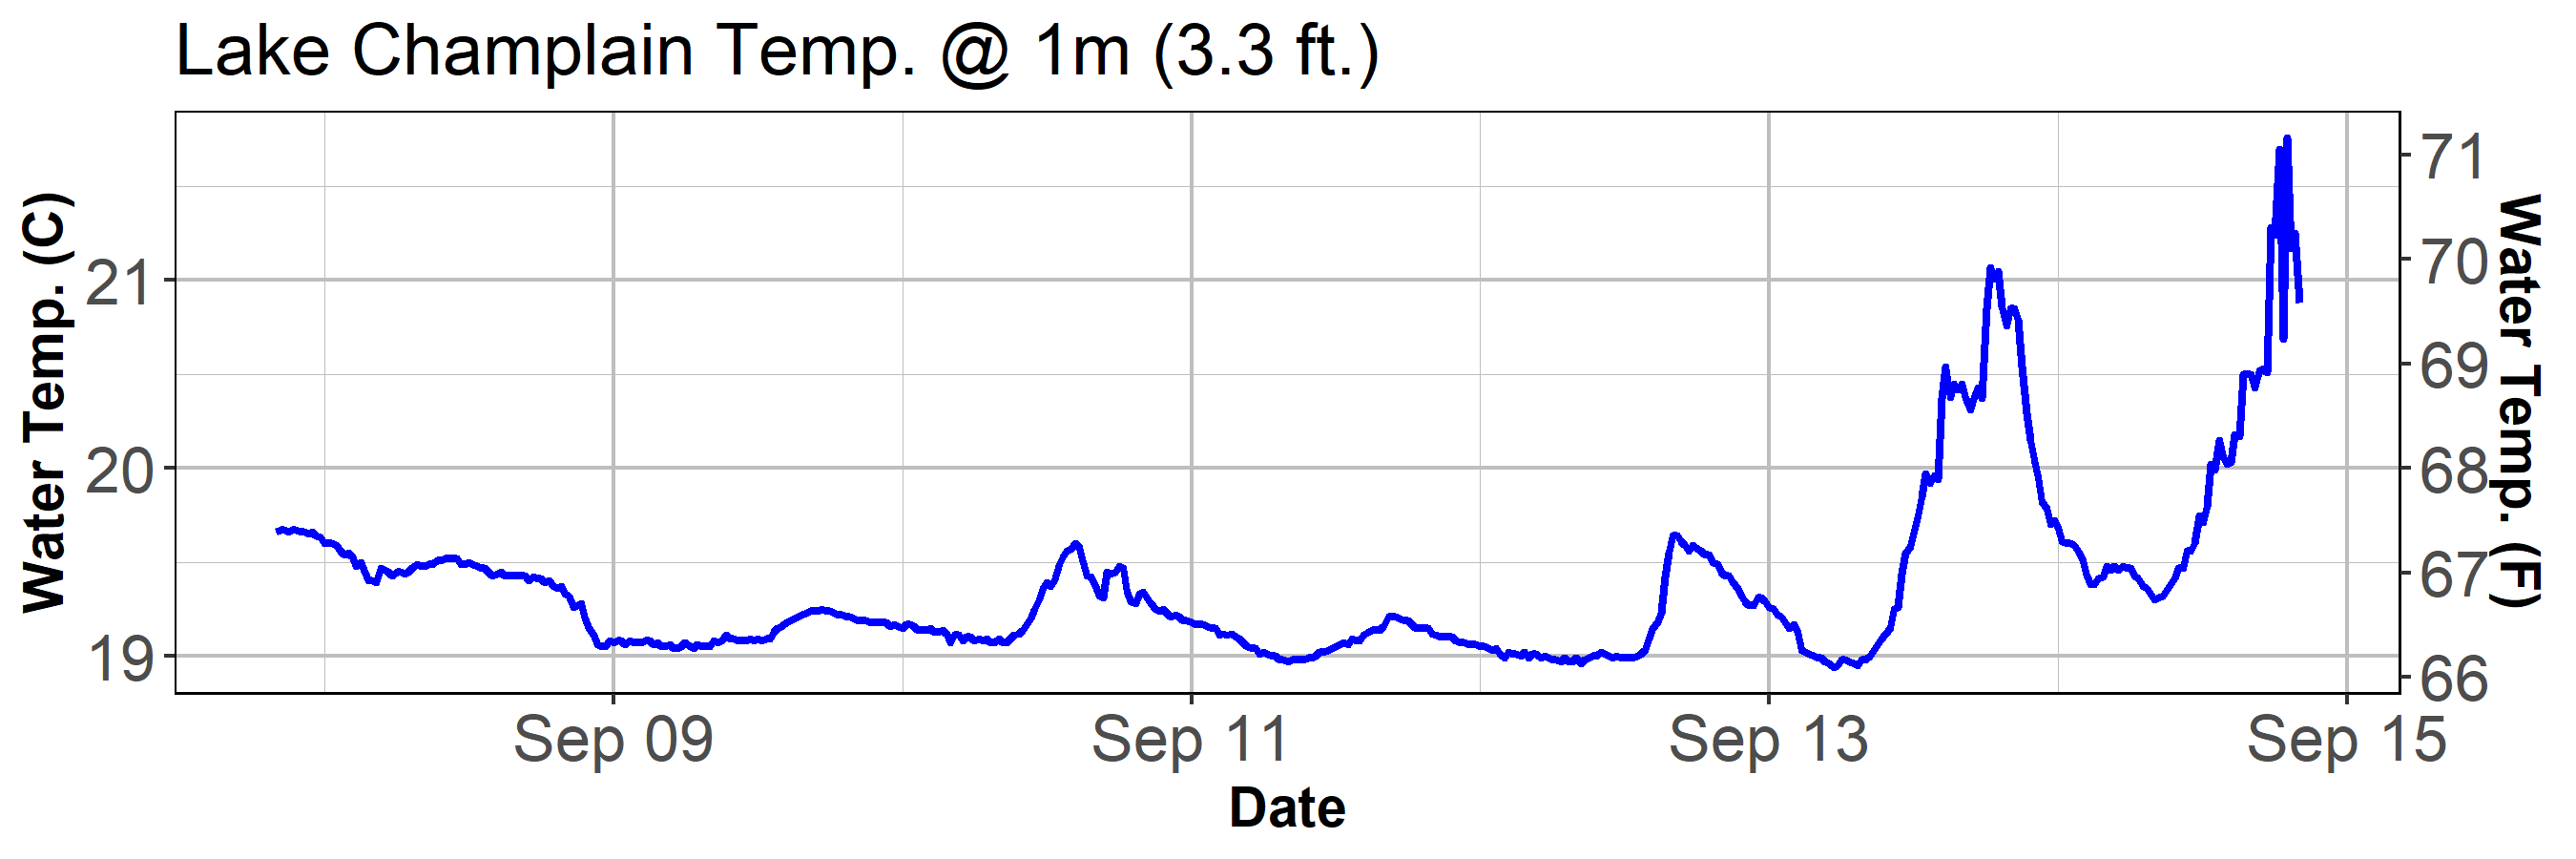 Lake Champlain Temp. @ 1m (3.3 ft.)
Water Temp. (C)
21
20
19
71
70
69
68
67
66
Water Temp. (F)
Sep 09
Sep 11
Sep 13
Sep 15
Date